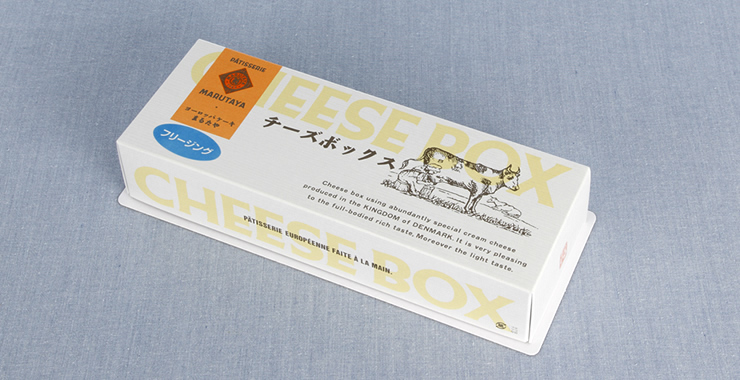 CHEESE BOX
PÂTISSERIE
MARUTAYA
ヨーロッパケーキ
まるたや
フリージング
チーズボックス
Cheese box using abundantly special cream cheese
produced in the KINGDOM of DENMARK. It is very pleasing
to the full-bodied rich taste. Moreover the light taste.
CHEESE BOX
PÂTISSERIE EUROPÉENNE FAITE À LA MAIN.